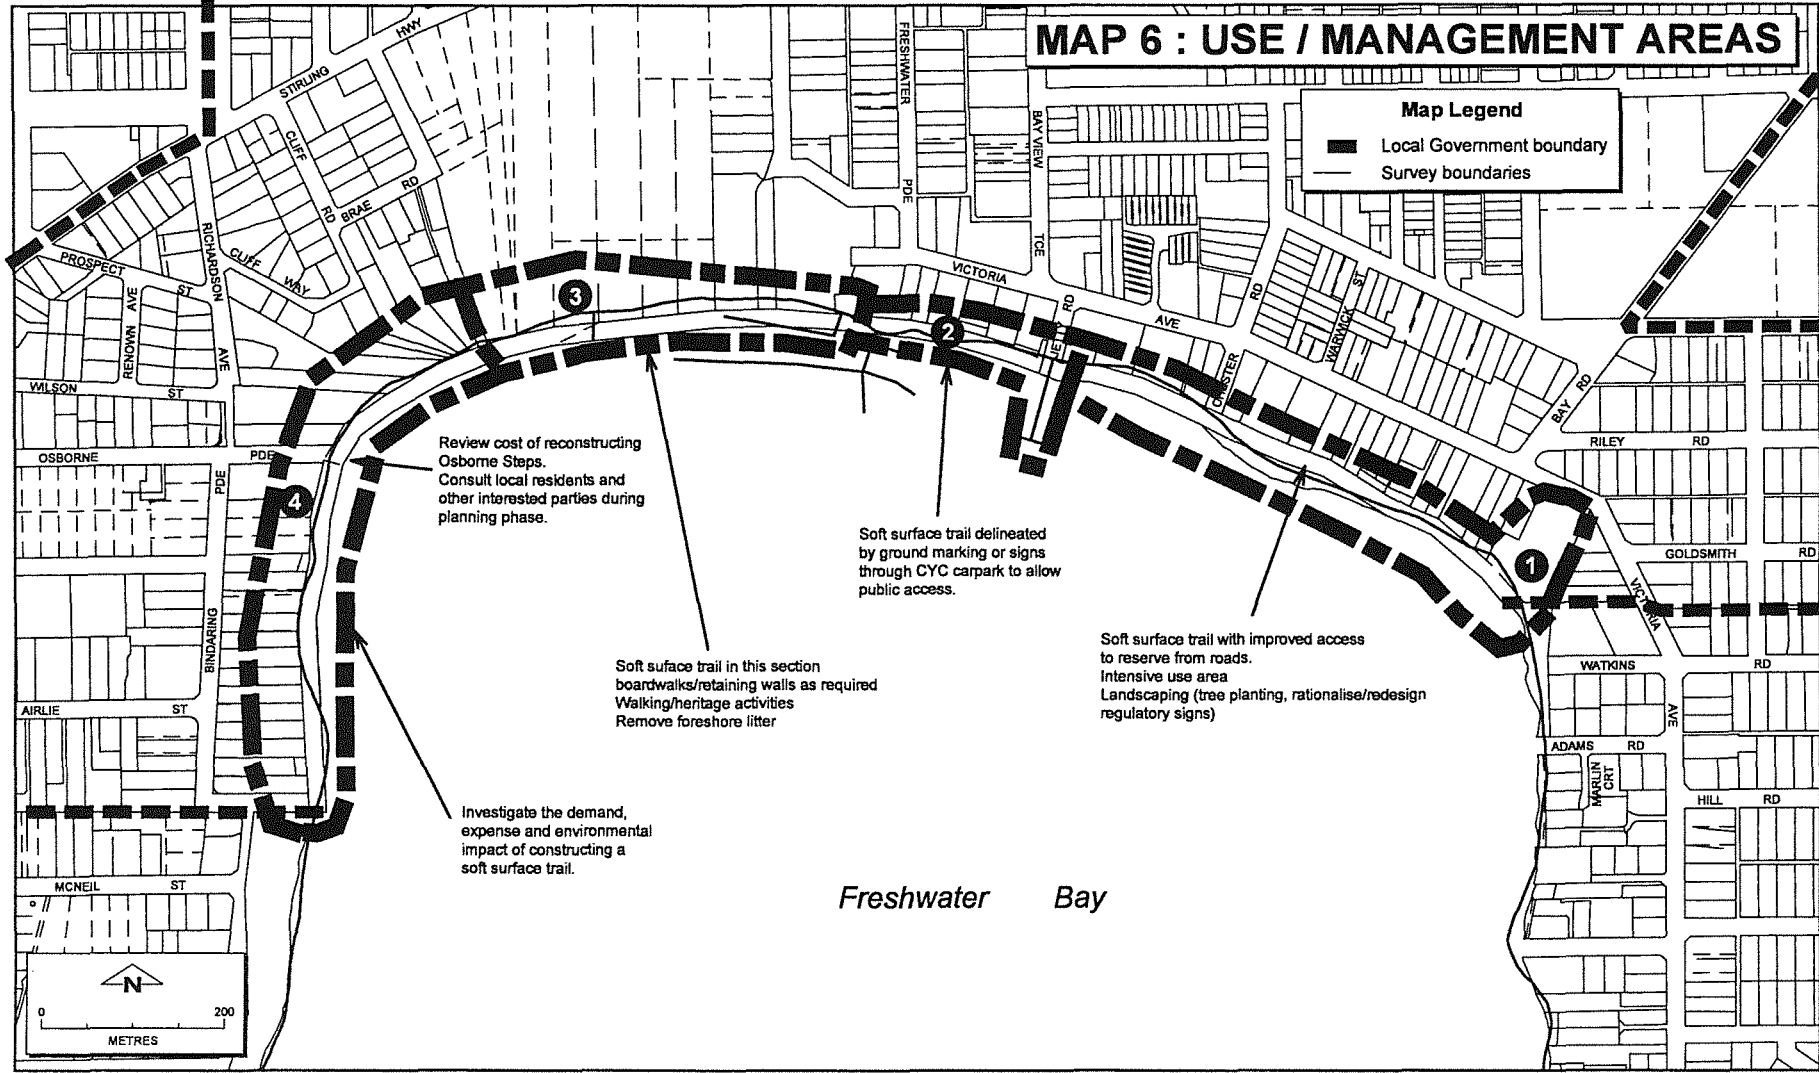 MAP 6 : USE / MANAGEMENT AREAS
Map Legend
Local Government boundary
Survey boundaries
STIRLING
HWY
FRESHWATER
PDE
BAY VIEW
TCE
CLIFF
RD
BRAE
RD
RICHARDSON
AVE
CLIFF
WAY
PROSPECT
ST
RENOWN
AVE
WILSON
ST
OSBORNE
PDE
PDE
BINDARING
AIRLIE
ST
MCNEIL
ST
VICTORIA
AVE
JETTY
RD
CHESTER
RD
WARWICK
ST
BAY
RD
RILEY
RD
GOLDSMITH
RD
VICTORIA
AVE
WATKINS
RD
ADAMS
RD
MARLIN
CRT
HILL
RD
3
2
4
1
Review cost of reconstructing
Osborne Steps.
Consult local residents and
other interested parties during
planning phase.
Soft surface trail delineated
by ground marking or signs
through CYC carpark to allow
public access.
Soft suface trail in this section
boardwalks/retaining walls as required
Walking/heritage activities
Remove foreshore litter
Soft surface trail with improved access
to reserve from roads.
Intensive use area
Landscaping (tree planting, rationalise/redesign
regulatory signs)
Investigate the demand,
expense and environmental
impact of constructing a
soft surface trail.
Freshwater Bay
N
0 200
METRES